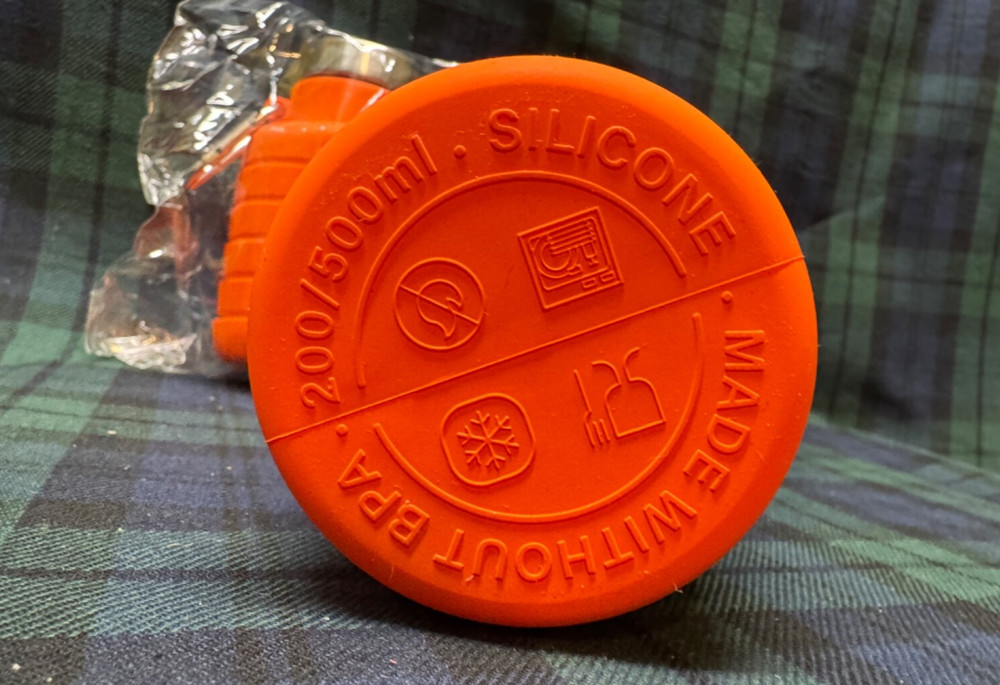 200/500ml · SILICONE · MADE WITHOUT BPA ·